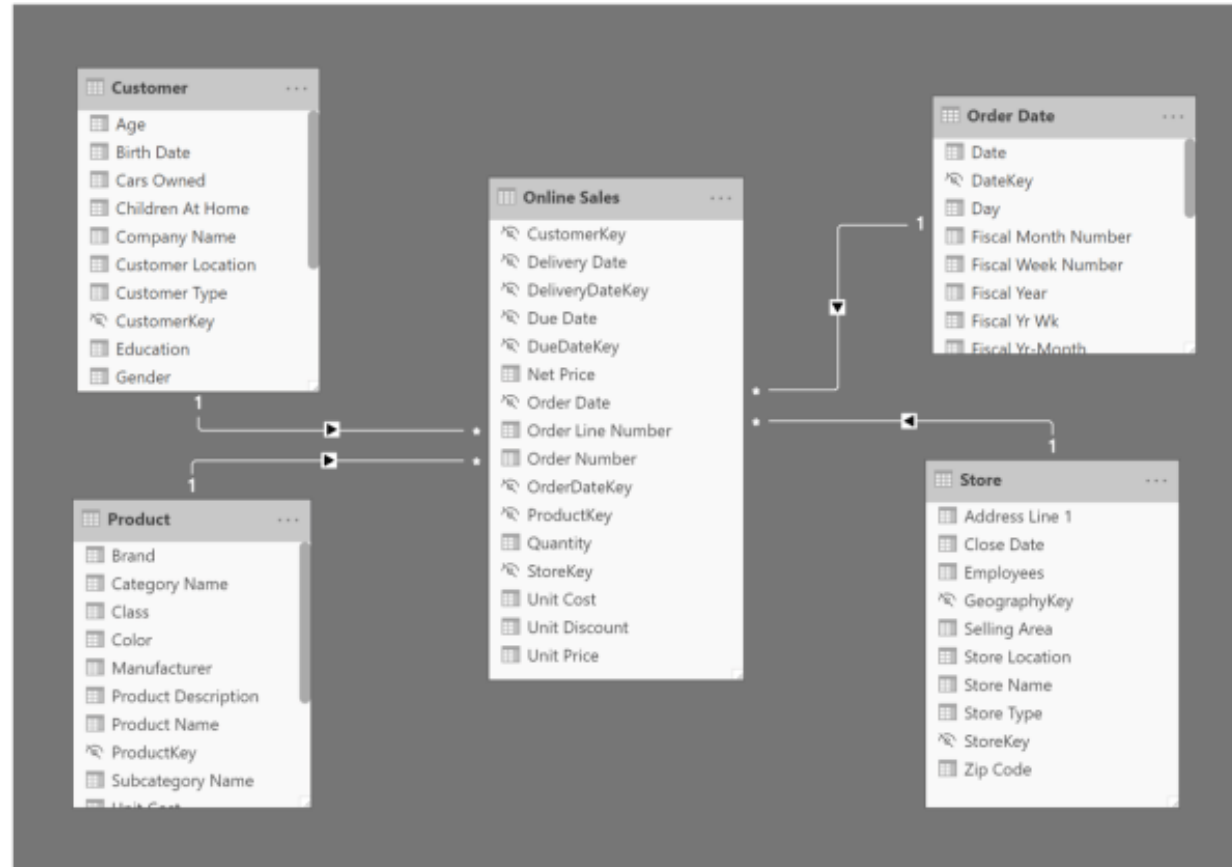 Customer
Age
Birth Date
Cars Owned
Children At Home
Company Name
Customer Location
Customer Type
CustomerKey
Education
Gender
1
*
*
1
Product
Brand
Category Name
Class
Color
Manufacturer
Product Description
Product Name
ProductKey
Subcategory Name
Unit Cost
Online Sales
CustomerKey
Delivery Date
DeliveryDateKey
Due Date
DueDateKey
Net Price
Order Date
Order Line Number
Order Number
OrderDateKey
ProductKey
Quantity
StoreKey
Unit Cost
Unit Discount
Unit Price
Order Date
Date
DateKey
Day
Fiscal Month Number
Fiscal Week Number
Fiscal Year
Fiscal Yr Wk
Fiscal Yr-Month
1
*
*
1
Store
Address Line 1
Close Date
Employees
GeographyKey
Selling Area
Store Location
Store Name
Store Type
StoreKey
Zip Code